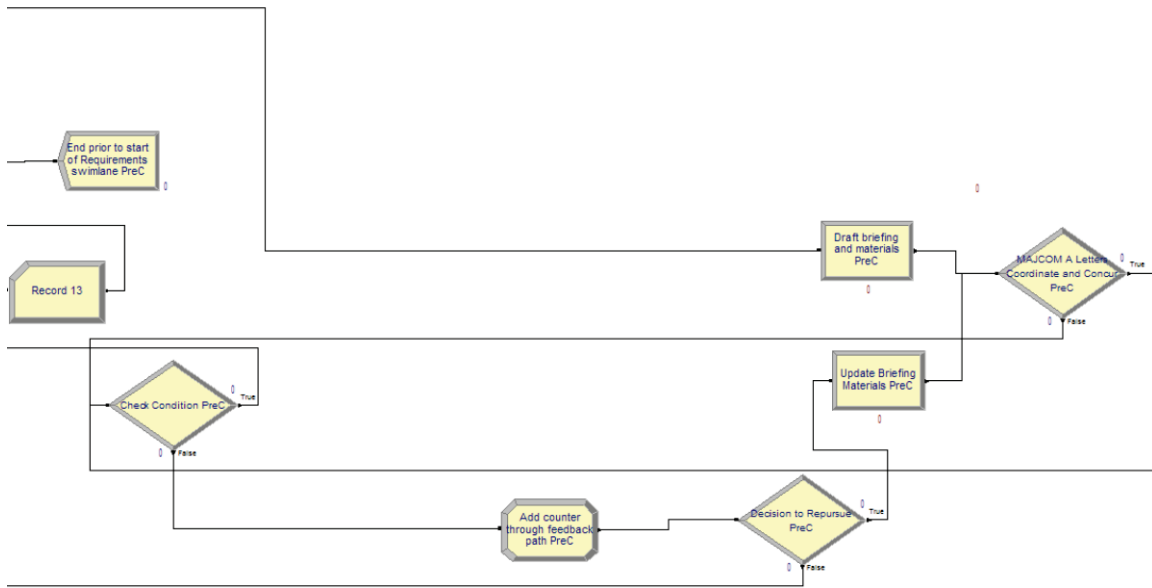 End prior to start
of Requirements
swimlane PreC
0
0
Draft briefing
and materials
PreC
0
MAJCOM A Letters
Coordinate and Concur
PreC
0
True
0
False
Record 13
0
Update Briefing
Materials PreC
0
Check Condition PreC
0
True
0
False
Add counter
through feedback
path PreC
Decision to Repursue
PreC
0
True
0
False